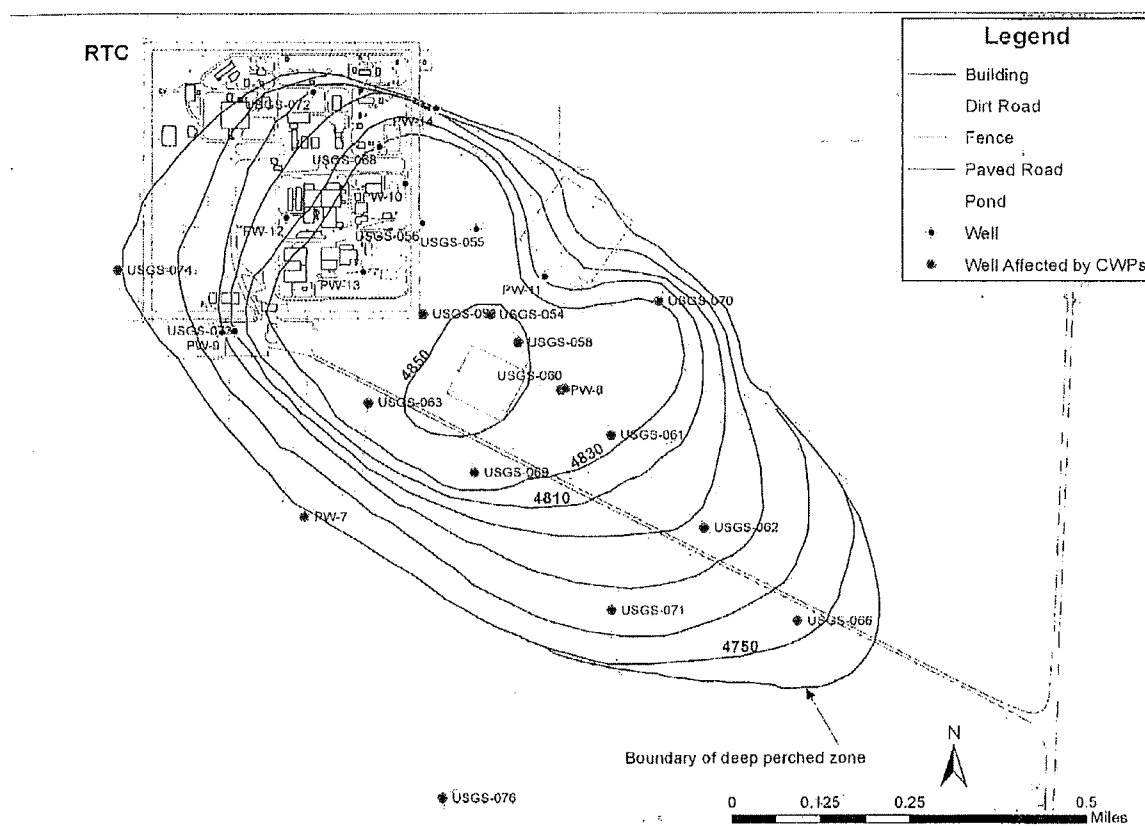 RTC
Legend
Building
Dirt Road
Fence
Paved Road
Pond
Well
Well Affected by CWPs
USGS-072
PW-14
USGS-068
PW-10
PW-12
USGS-056
USGS-055
USGS-074
PW-13
PW-11
USGS-070
USGS-073
PW-9
USGS-054
USGS-058
4850
USGS-060
USGS-063
USGS-061
4830
USGS-069
4810
PW-7
USGS-062
USGS-071
USGS-066
4750
Boundary of deep perched zone
N
USGS-076
0 0.125 0.25 0.5
Miles